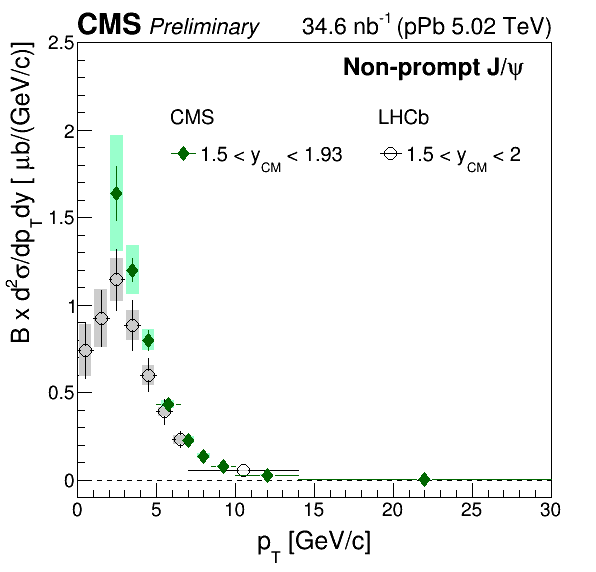 CMS Preliminary 34.6 nb⁻¹ (pPb 5.02 TeV)
Non-prompt J/ψ
CMS LHCb
1.5 < y_CM < 1.93 1.5 < y_CM < 2
B x d²σ/dp_Tdy [ μb/(GeV/c)]
2.5
2
1.5
1
0.5
0
0 5 10 15 20 25 30
p_T [GeV/c]